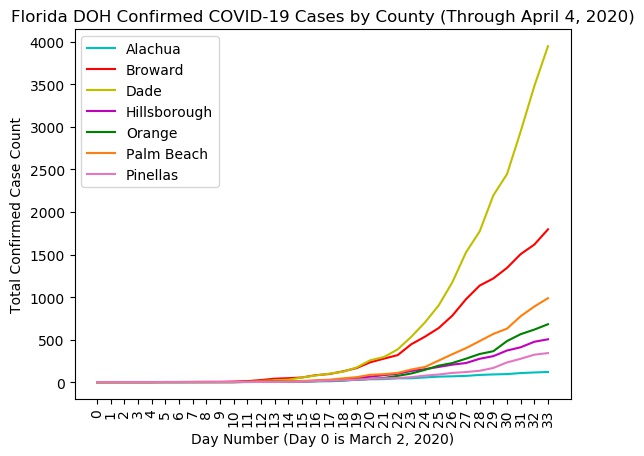 Florida DOH Confirmed COVID-19 Cases by County (Through April 4, 2020)
Total Confirmed Case Count
4000
3500
3000
2500
2000
1500
1000
500
0
Alachua
Broward
Dade
Hillsborough
Orange
Palm Beach
Pinellas
0 1 2 3 4 5 6 7 8 9 10 11 12 13 14 15 16 17 18 19 20 21 22 23 24 25 26 27 28 29 30 31 32 33
Day Number (Day 0 is March 2, 2020)